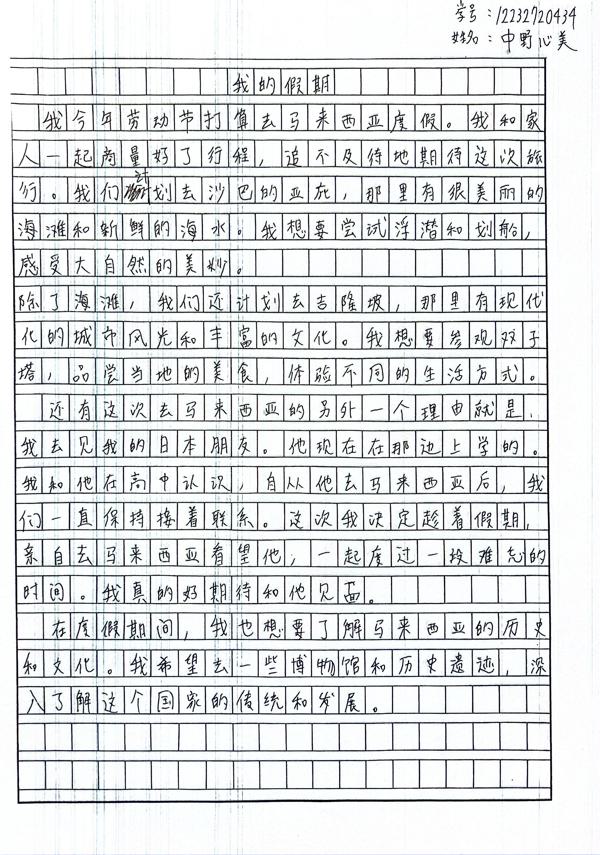 学号:12232720434
姓名:中野心美
我的假期
我今年劳动节打算去马来西亚度假。我和家
人一起商量好了行程,迫不及待地期待这次旅
行。我们计划去沙巴的亚庇,那里有很美丽的
海滩和新鲜的海水。我想要尝试浮潜和划船,
感受大自然的美妙。
除了海滩,我们还计划去吉隆坡,那里有现代
化的城市风光和丰富的文化。我想要参观双子
塔,品尝当地的美食,体验不同的生活方式。
还有这次去马来西亚的另外一个理由就是,
我去见我的日本朋友。他现在在那边上学的。
我和他在高中认识,自从他去马来西亚后,我
们一直保持接着联系。这次我决定趁着假期,
亲自去马来西亚看望他,一起度过一段难忘的
时间。我真的好期待和他见面。
在度假期间,我也想要了解马来西亚的历史
和文化。我希望去一些博物馆和历史遗迹,深
入了解这个国家的传统和发展。